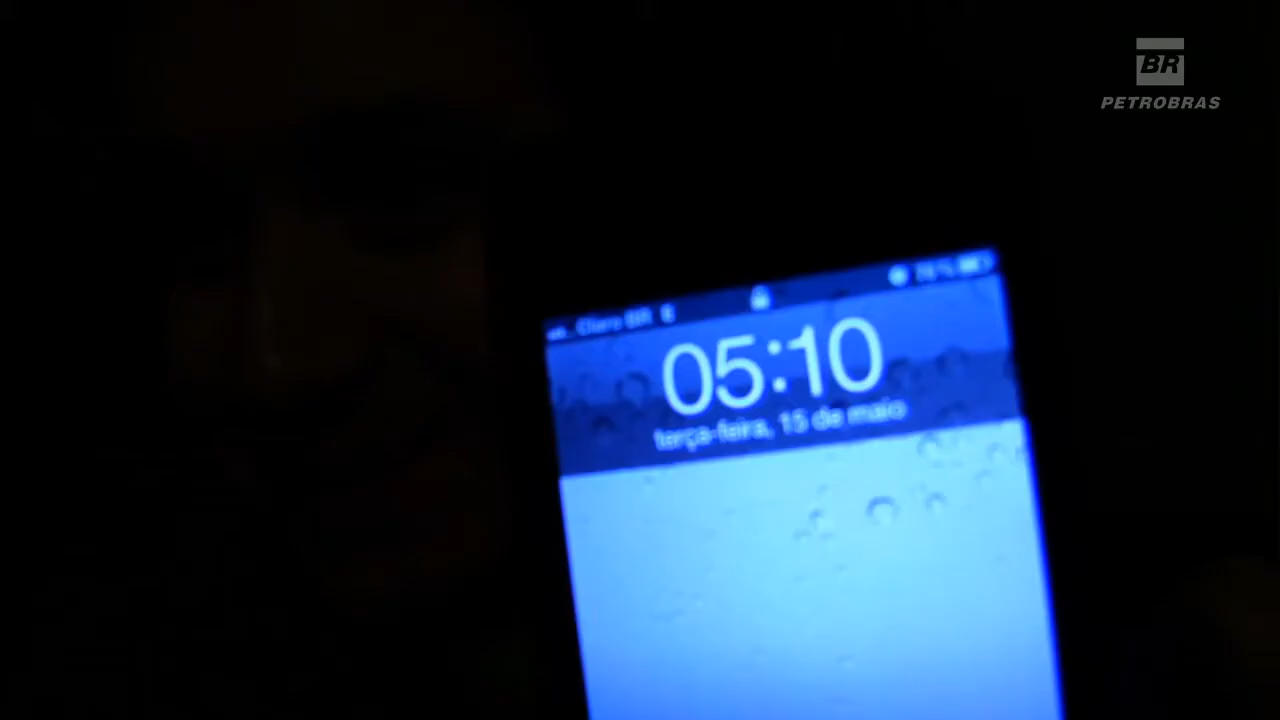 BR
PETROBRAS
Claro BR E
05:10
terça-feira, 15 de maio